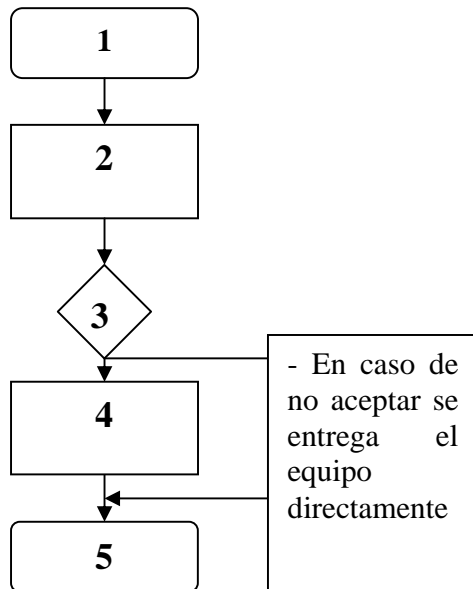 1
2
3
4
- En caso de
no aceptar se
entrega el
equipo
directamente
5